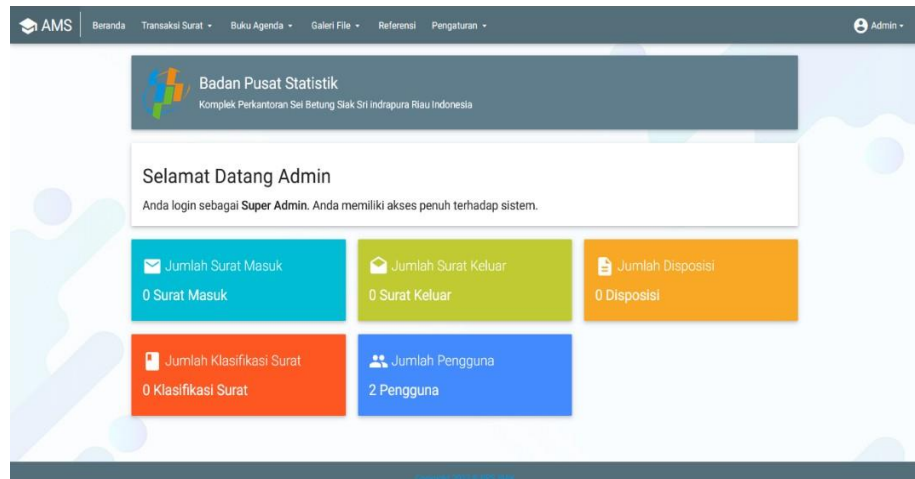 AMS Beranda Transaksi Surat Buku Agenda Galeri File Referensi Pengaturan Admin
Badan Pusat Statistik
Komplek Perkantoran Sei Betung Siak Sri indrapura Riau Indonesia
Selamat Datang Admin
Anda login sebagai Super Admin. Anda memiliki akses penuh terhadap sistem.
Jumlah Surat Masuk
0 Surat Masuk
Jumlah Surat Keluar
0 Surat Keluar
Jumlah Disposisi
0 Disposisi
Jumlah Klasifikasi Surat
0 Klasifikasi Surat
Jumlah Pengguna
2 Pengguna